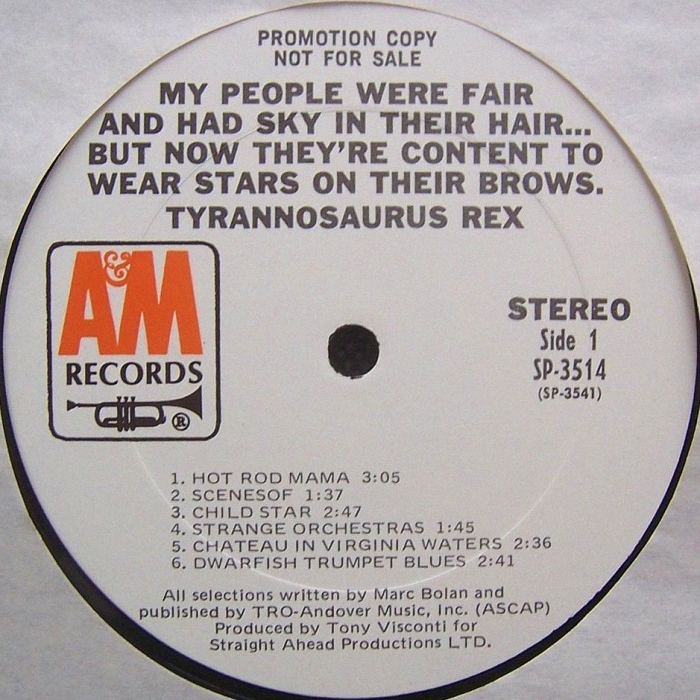 PROMOTION COPY
NOT FOR SALE
MY PEOPLE WERE FAIR
AND HAD SKY IN THEIR HAIR...
BUT NOW THEY'RE CONTENT TO
WEAR STARS ON THEIR BROWS.
TYRANNOSAURUS REX
A&M
RECORDS
®
STEREO
Side 1
SP-3514
(SP-3541)
1. HOT ROD MAMA 3:05
2. SCENESOF 1:37
3. CHILD STAR 2:47
4. STRANGE ORCHESTRAS 1:45
5. CHATEAU IN VIRGINIA WATERS 2:36
6. DWARFISH TRUMPET BLUES 2:41
All selections written by Marc Bolan and
published by TRO-Andover Music, Inc. (ASCAP)
Produced by Tony Visconti for
Straight Ahead Productions LTD.